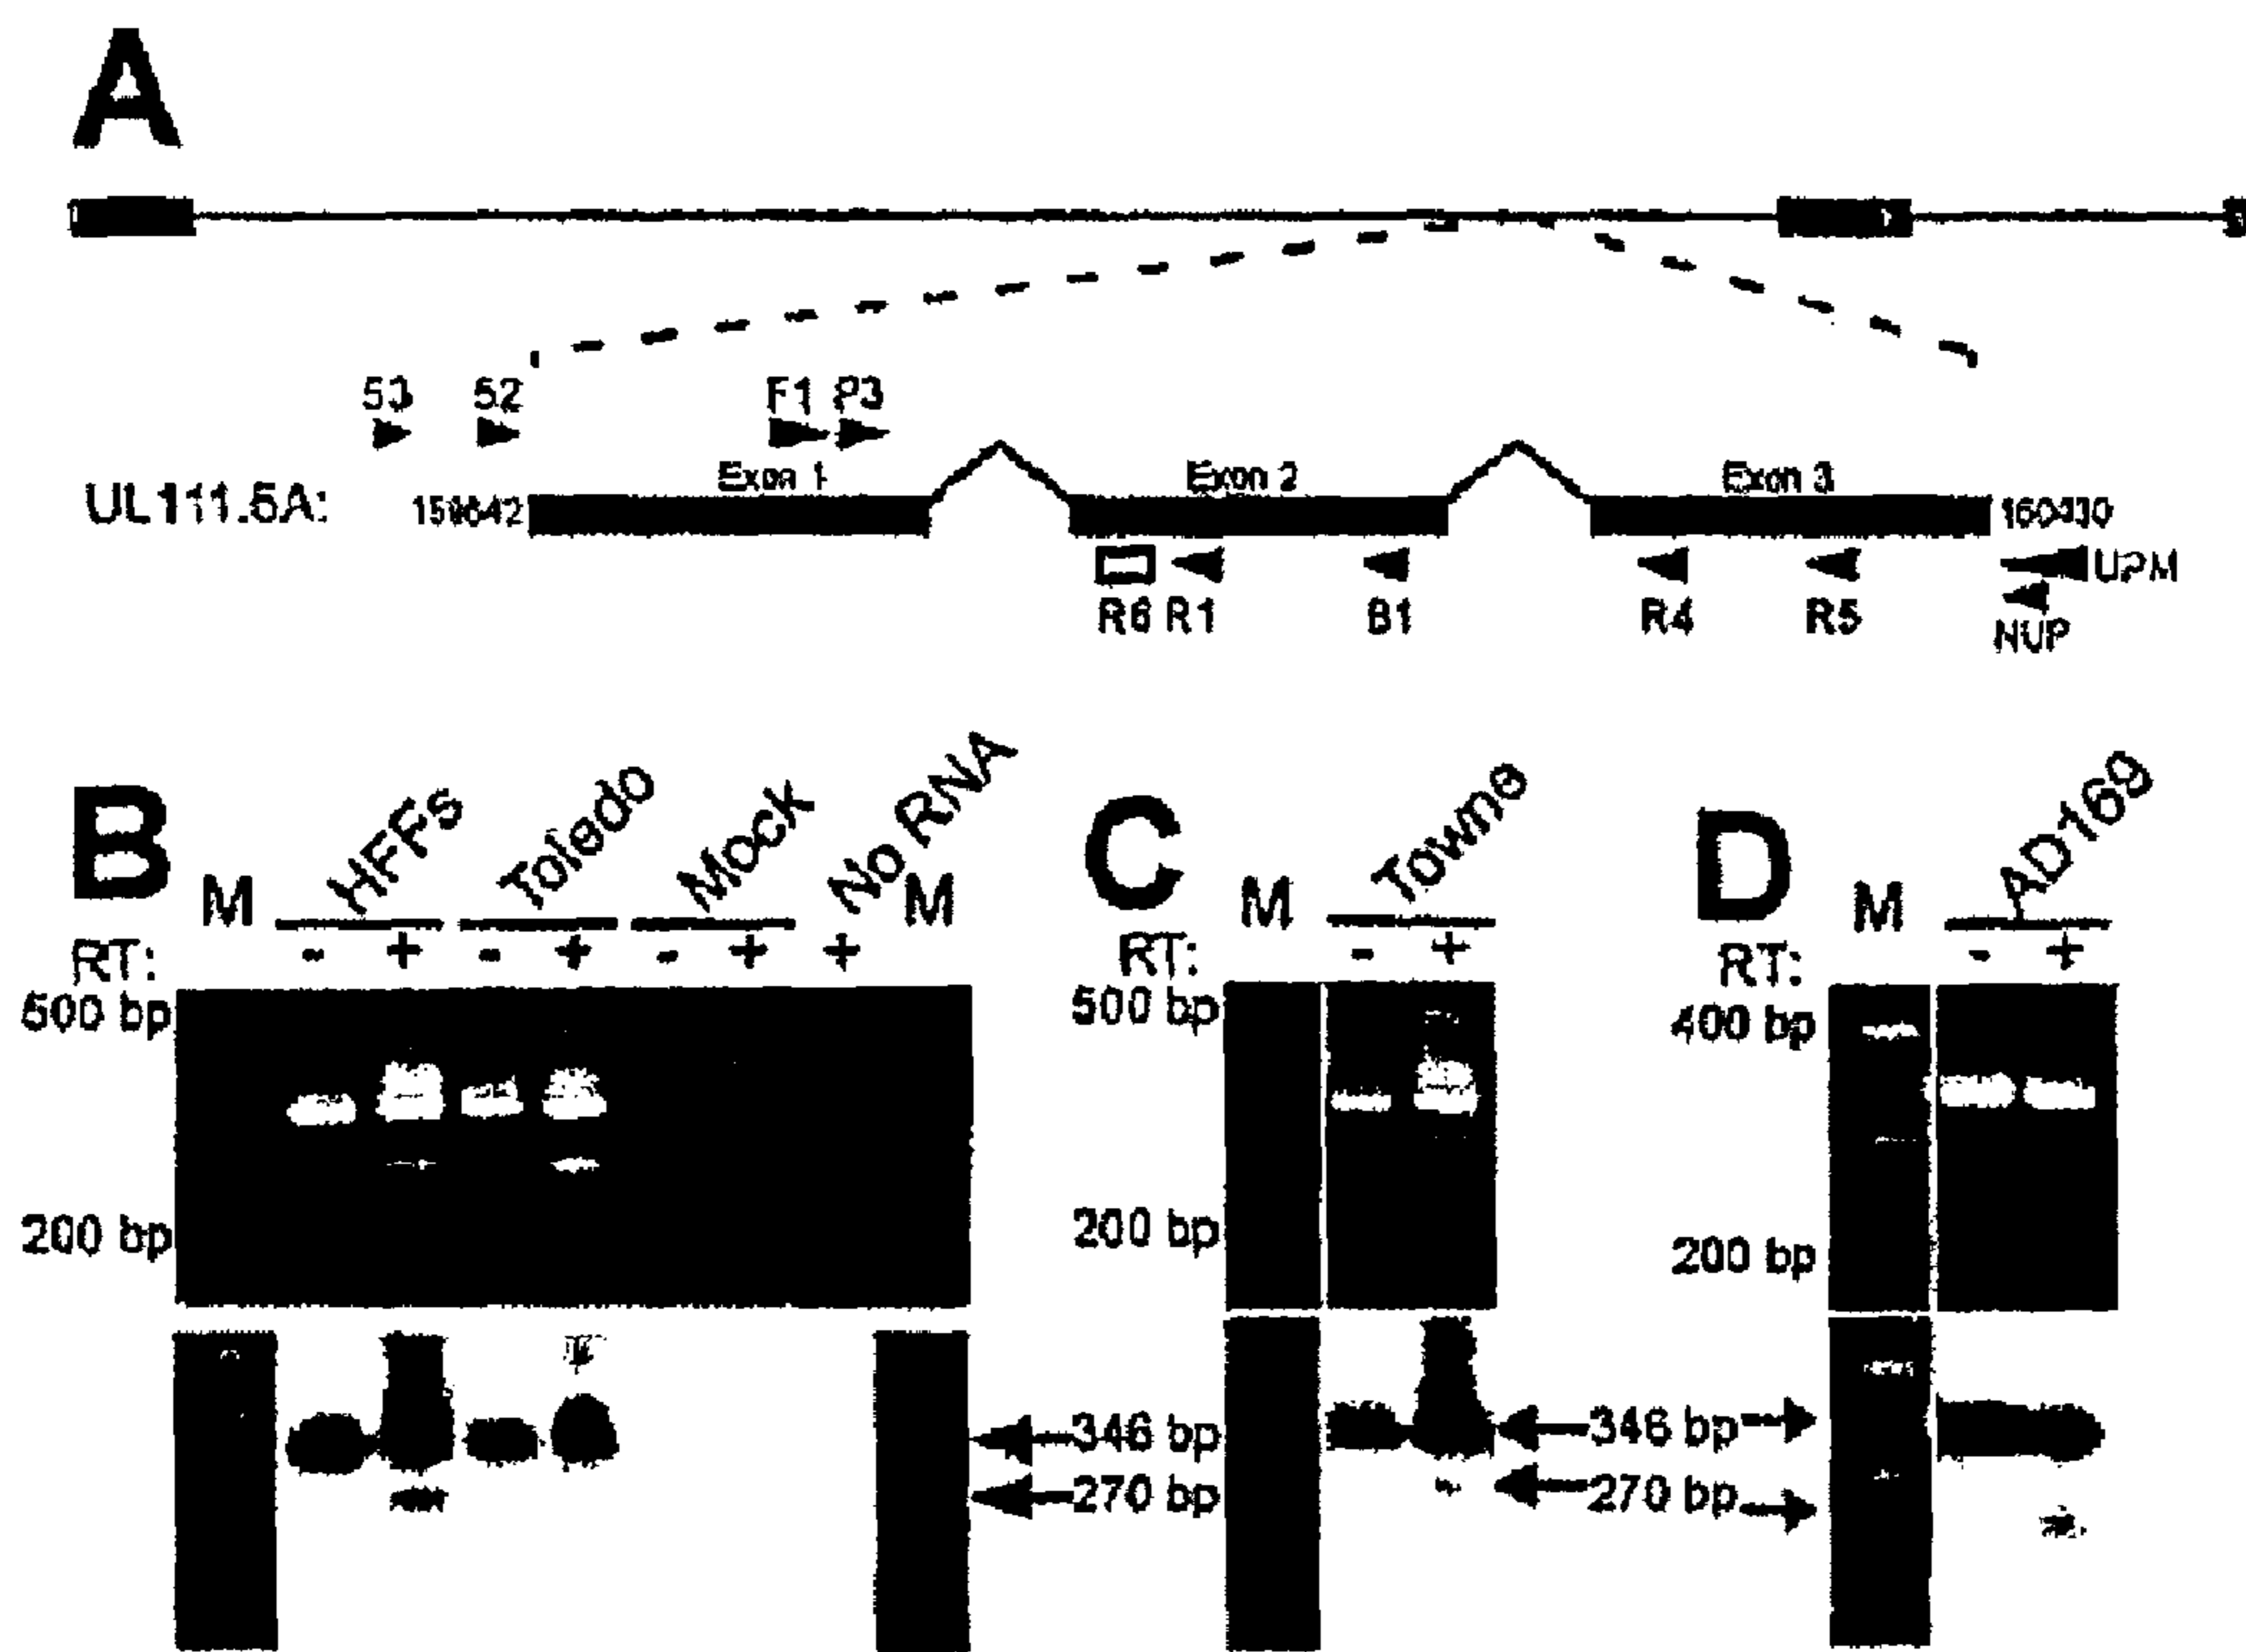 A
53 52 F1 P3
Exon 1 Exon 2 Exon 3
UL111.5A:
R6 R1 B1 R4 R5 UPM
NUP
B
M HFFs Toledo Mock No RNA M
RT: - + - + - + +
500 bp
200 bp
346 bp
270 bp
C
M Towne
RT: - +
500 bp
200 bp
346 bp
270 bp
D
M AD169
RT: - +
400 bp
200 bp